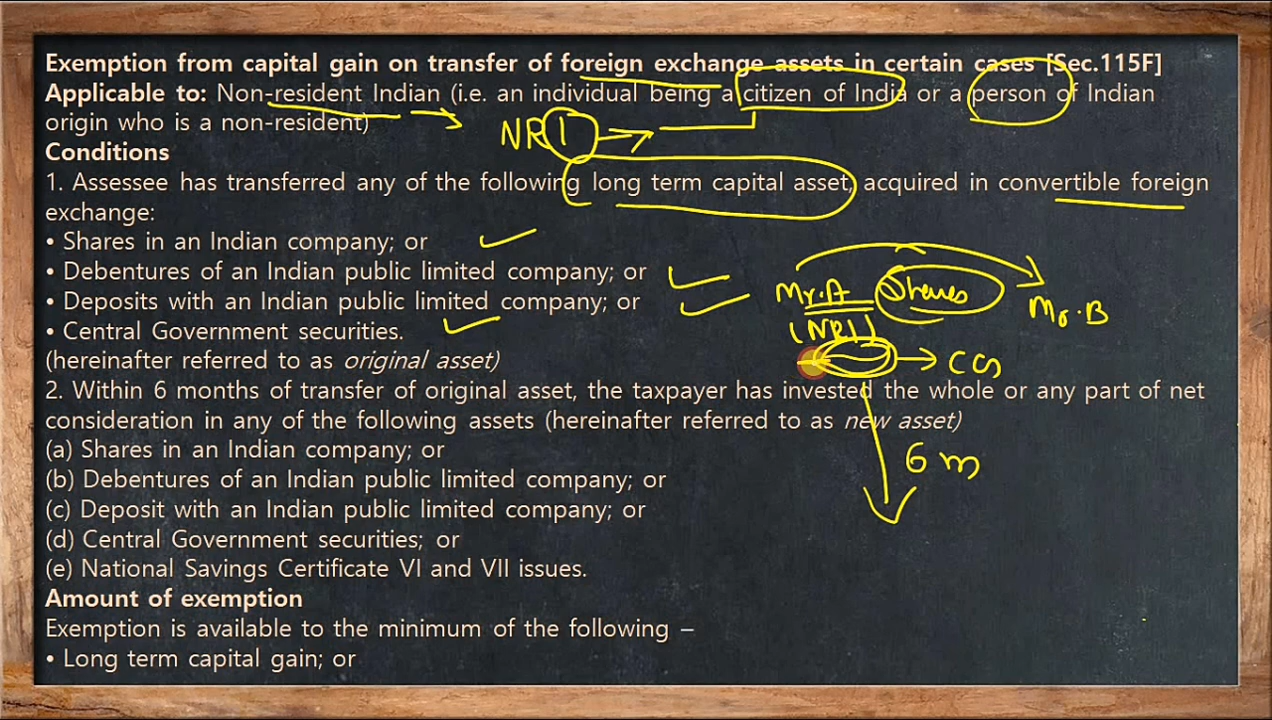 Exemption from capital gain on transfer of foreign exchange assets in certain cases [Sec.115F]
Applicable to: Non-resident Indian (i.e. an individual being a citizen of India or a person of Indian
origin who is a non-resident)
NRI
Conditions
1. Assessee has transferred any of the following long term capital asset, acquired in convertible foreign
exchange:
• Shares in an Indian company; or
• Debentures of an Indian public limited company; or
• Deposits with an Indian public limited company; or
• Central Government securities.
(hereinafter referred to as original asset)
Mr.A Shares Mr.B
(NRI)
CG
2. Within 6 months of transfer of original asset, the taxpayer has invested the whole or any part of net
consideration in any of the following assets (hereinafter referred to as new asset)
(a) Shares in an Indian company; or
(b) Debentures of an Indian public limited company; or
(c) Deposit with an Indian public limited company; or
(d) Central Government securities; or
(e) National Savings Certificate VI and VII issues.
6 m
Amount of exemption
Exemption is available to the minimum of the following –
• Long term capital gain; or